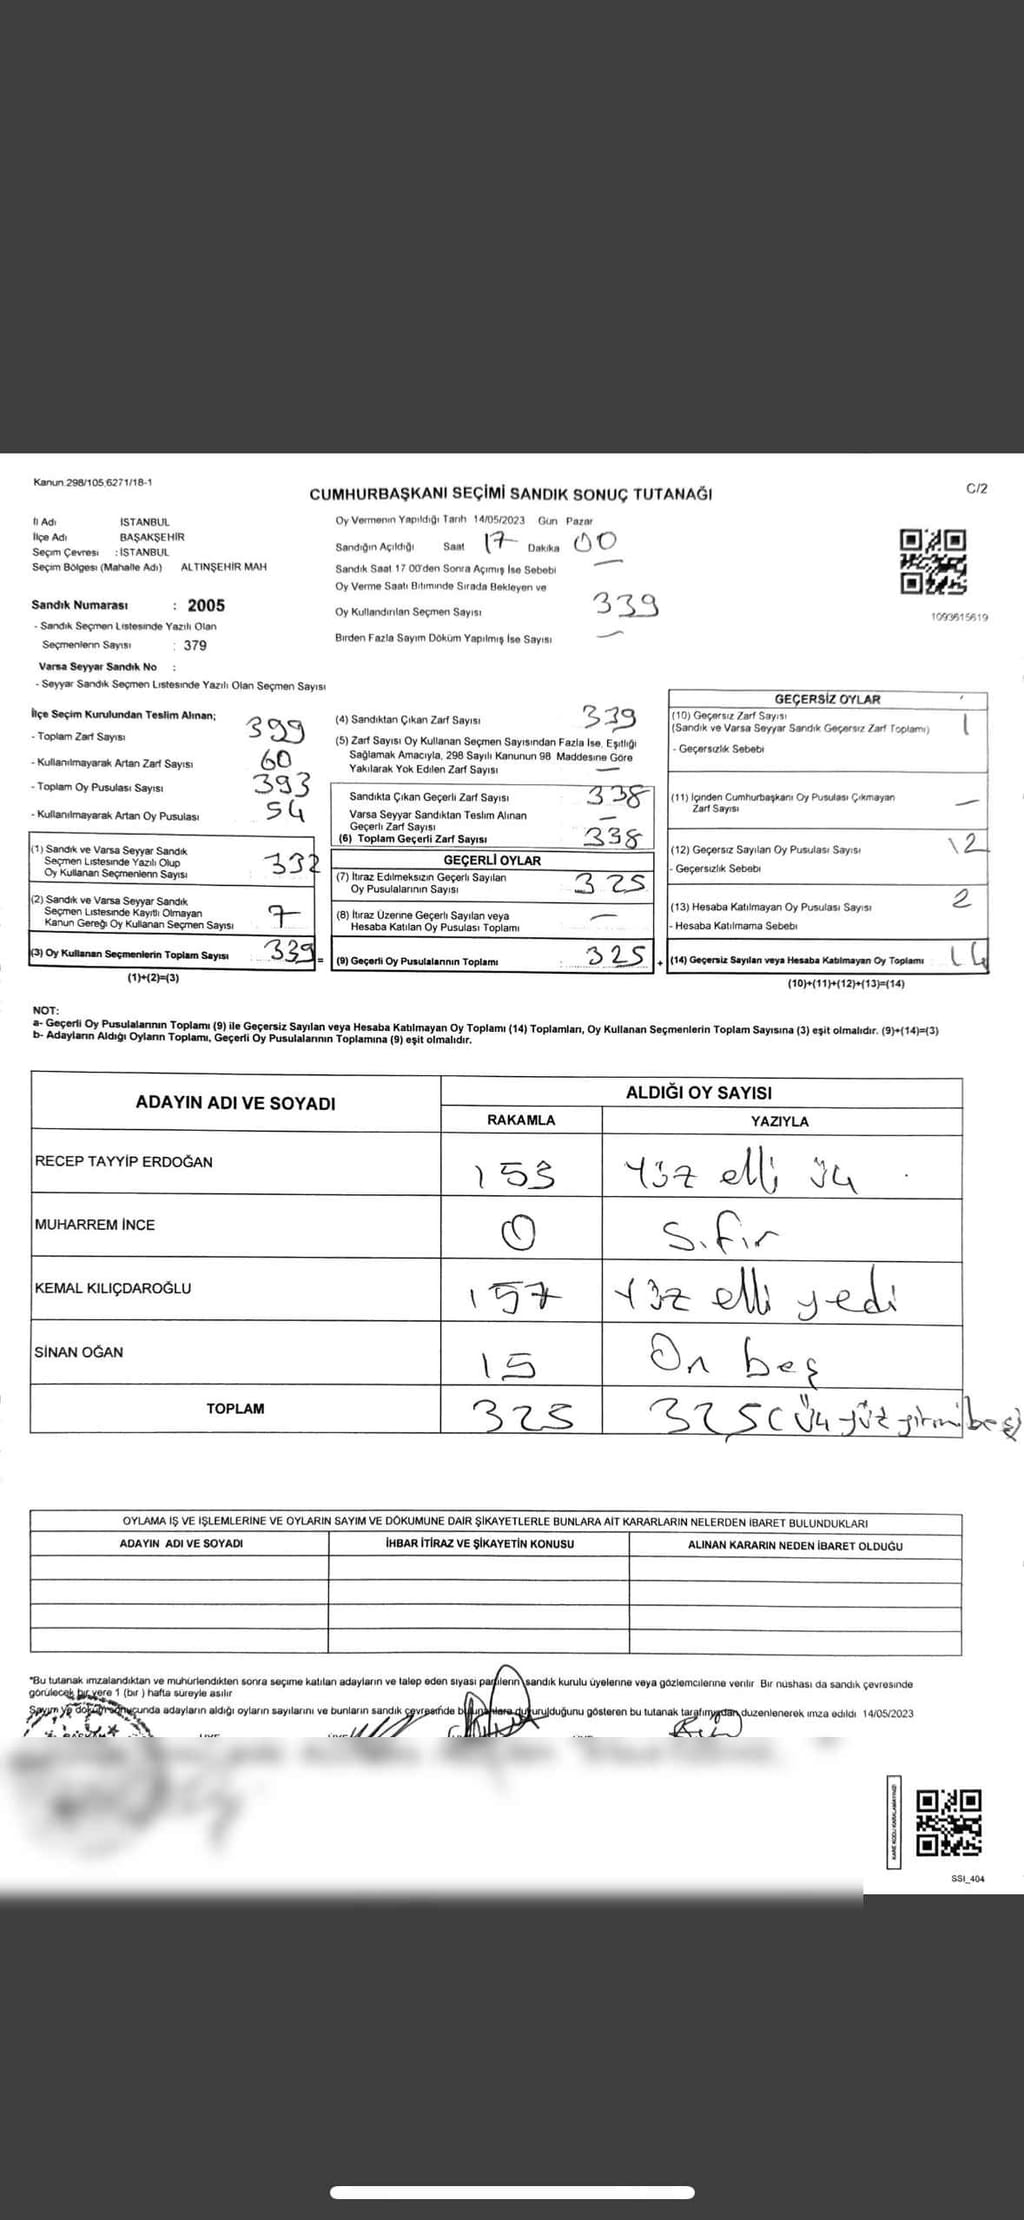 Kanun.298/105,6271/18-1
CUMHURBAŞKANI SEÇİMİ SANDIK SONUÇ TUTANAĞI
C/2
İl Adı İSTANBUL
İlçe Adı BAŞAKŞEHİR
Seçim Çevresi : İSTANBUL
Seçim Bölgesi (Mahalle Adı) ALTINŞEHİR MAH
Sandık Numarası : 2005
- Sandık Seçmen Listesinde Yazılı Olan
Seçmenlerin Sayısı : 379
Varsa Seyyar Sandık No :
- Seyyar Sandık Seçmen Listesinde Yazılı Olan Seçmen Sayısı
Oy Vermenin Yapıldığı Tarih 14/05/2023 Gün Pazar
Sandığın Açıldığı Saat 17 Dakika 00
Sandık Saat 17 00'den Sonra Açımış İse Sebebi —
Oy Verme Saati Bitiminde Sırada Bekleyen ve
Oy Kullandırılan Seçmen Sayısı 339
Birden Fazla Sayım Döküm Yapılmış İse Sayısı —
1093615619
İlçe Seçim Kurulundan Teslim Alınan;
- Toplam Zarf Sayısı 399
- Kullanılmayarak Artan Zarf Sayısı 60
- Toplam Oy Pusulası Sayısı 393
- Kullanılmayarak Artan Oy Pusulası 54
(1) Sandık ve Varsa Seyyar Sandık
Seçmen Listesinde Yazılı Olup
Oy Kullanan Seçmenlerin Sayısı 332
(2) Sandık ve Varsa Seyyar Sandık
Seçmen Listesinde Kayıtlı Olmayan
Kanun Gereği Oy Kullanan Seçmen Sayısı 7
(3) Oy Kullanan Seçmenlerin Toplam Sayısı 339 =
(1)+(2)=(3)
(4) Sandıktan Çıkan Zarf Sayısı 339
(5) Zarf Sayısı Oy Kullanan Seçmen Sayısından Fazla İse, Eşitliği
Sağlamak Amacıyla, 298 Sayılı Kanunun 98 Maddesine Göre
Yakılarak Yok Edilen Zarf Sayısı —
Sandıkta Çıkan Geçerli Zarf Sayısı 338
Varsa Seyyar Sandıktan Teslim Alınan
Geçerli Zarf Sayısı —
(6) Toplam Geçerli Zarf Sayısı 338
GEÇERLİ OYLAR
(7) İtiraz Edilmeksizin Geçerli Sayılan
Oy Pusulalarının Sayısı 325
(8) İtiraz Üzerine Geçerli Sayılan veya
Hesaba Katılan Oy Pusulası Toplamı —
(9) Geçerli Oy Pusulalarının Toplamı 325 +
GEÇERSİZ OYLAR
(10) Geçersiz Zarf Sayısı 1
(Sandık ve Varsa Seyyar Sandık Geçersiz Zarf Toplamı)
- Geçersizlik Sebebi
(11) İçinden Cumhurbaşkanı Oy Pusulası Çıkmayan
Zarf Sayısı —
(12) Geçersiz Sayılan Oy Pusulası Sayısı 12
- Geçersizlik Sebebi
(13) Hesaba Katılmayan Oy Pusulası Sayısı 2
- Hesaba Katılmama Sebebi
(14) Geçersiz Sayılan veya Hesaba Katılmayan Oy Toplamı 14
(10)+(11)+(12)+(13)=(14)
NOT:
a- Geçerli Oy Pusulalarının Toplamı (9) ile Geçersiz Sayılan veya Hesaba Katılmayan Oy Toplamı (14) Toplamları, Oy Kullanan Seçmenlerin Toplam Sayısına (3) eşit olmalıdır. (9)+(14)=(3)
b- Adayların Aldığı Oyların Toplamı, Geçerli Oy Pusulalarının Toplamına (9) eşit olmalıdır.
ADAYIN ADI VE SOYADI
ALDIĞI OY SAYISI
RAKAMLA YAZIYLA
RECEP TAYYİP ERDOĞAN 153 Yüz elli üç
MUHARREM İNCE 0 Sıfır
KEMAL KILIÇDAROĞLU 157 Yüz elli yedi
SİNAN OĞAN 15 On beş
TOPLAM 325 325 (Üç yüz yirmi beş)
OYLAMA İŞ VE İŞLEMLERİNE VE OYLARIN SAYIM VE DÖKÜMÜNE DAİR ŞİKAYETLERLE BUNLARA AİT KARARLARIN NELERDEN İBARET BULUNDUKLARI
ADAYIN ADI VE SOYADI İHBAR İTİRAZ VE ŞİKAYETİN KONUSU ALINAN KARARIN NEDEN İBARET OLDUĞU
*Bu tutanak imzalandıktan ve mühürlendikten sonra seçime katılan adayların ve talep eden siyasi partilerin sandık kurulu üyelerine veya gözlemcilerine verilir Bir nüshası da sandık çevresinde
görülecek bir yere 1 (bir) hafta süreyle asılır
Sayım ve döküm sonucunda adayların aldığı oyların sayılarını ve bunların sandık çevresinde bulunanlara duyurulduğunu gösteren bu tutanak tarafımızdan düzenlenerek imza edildi 14/05/2023
KARE KODU KARALAMAYINIZ!
SSI_404